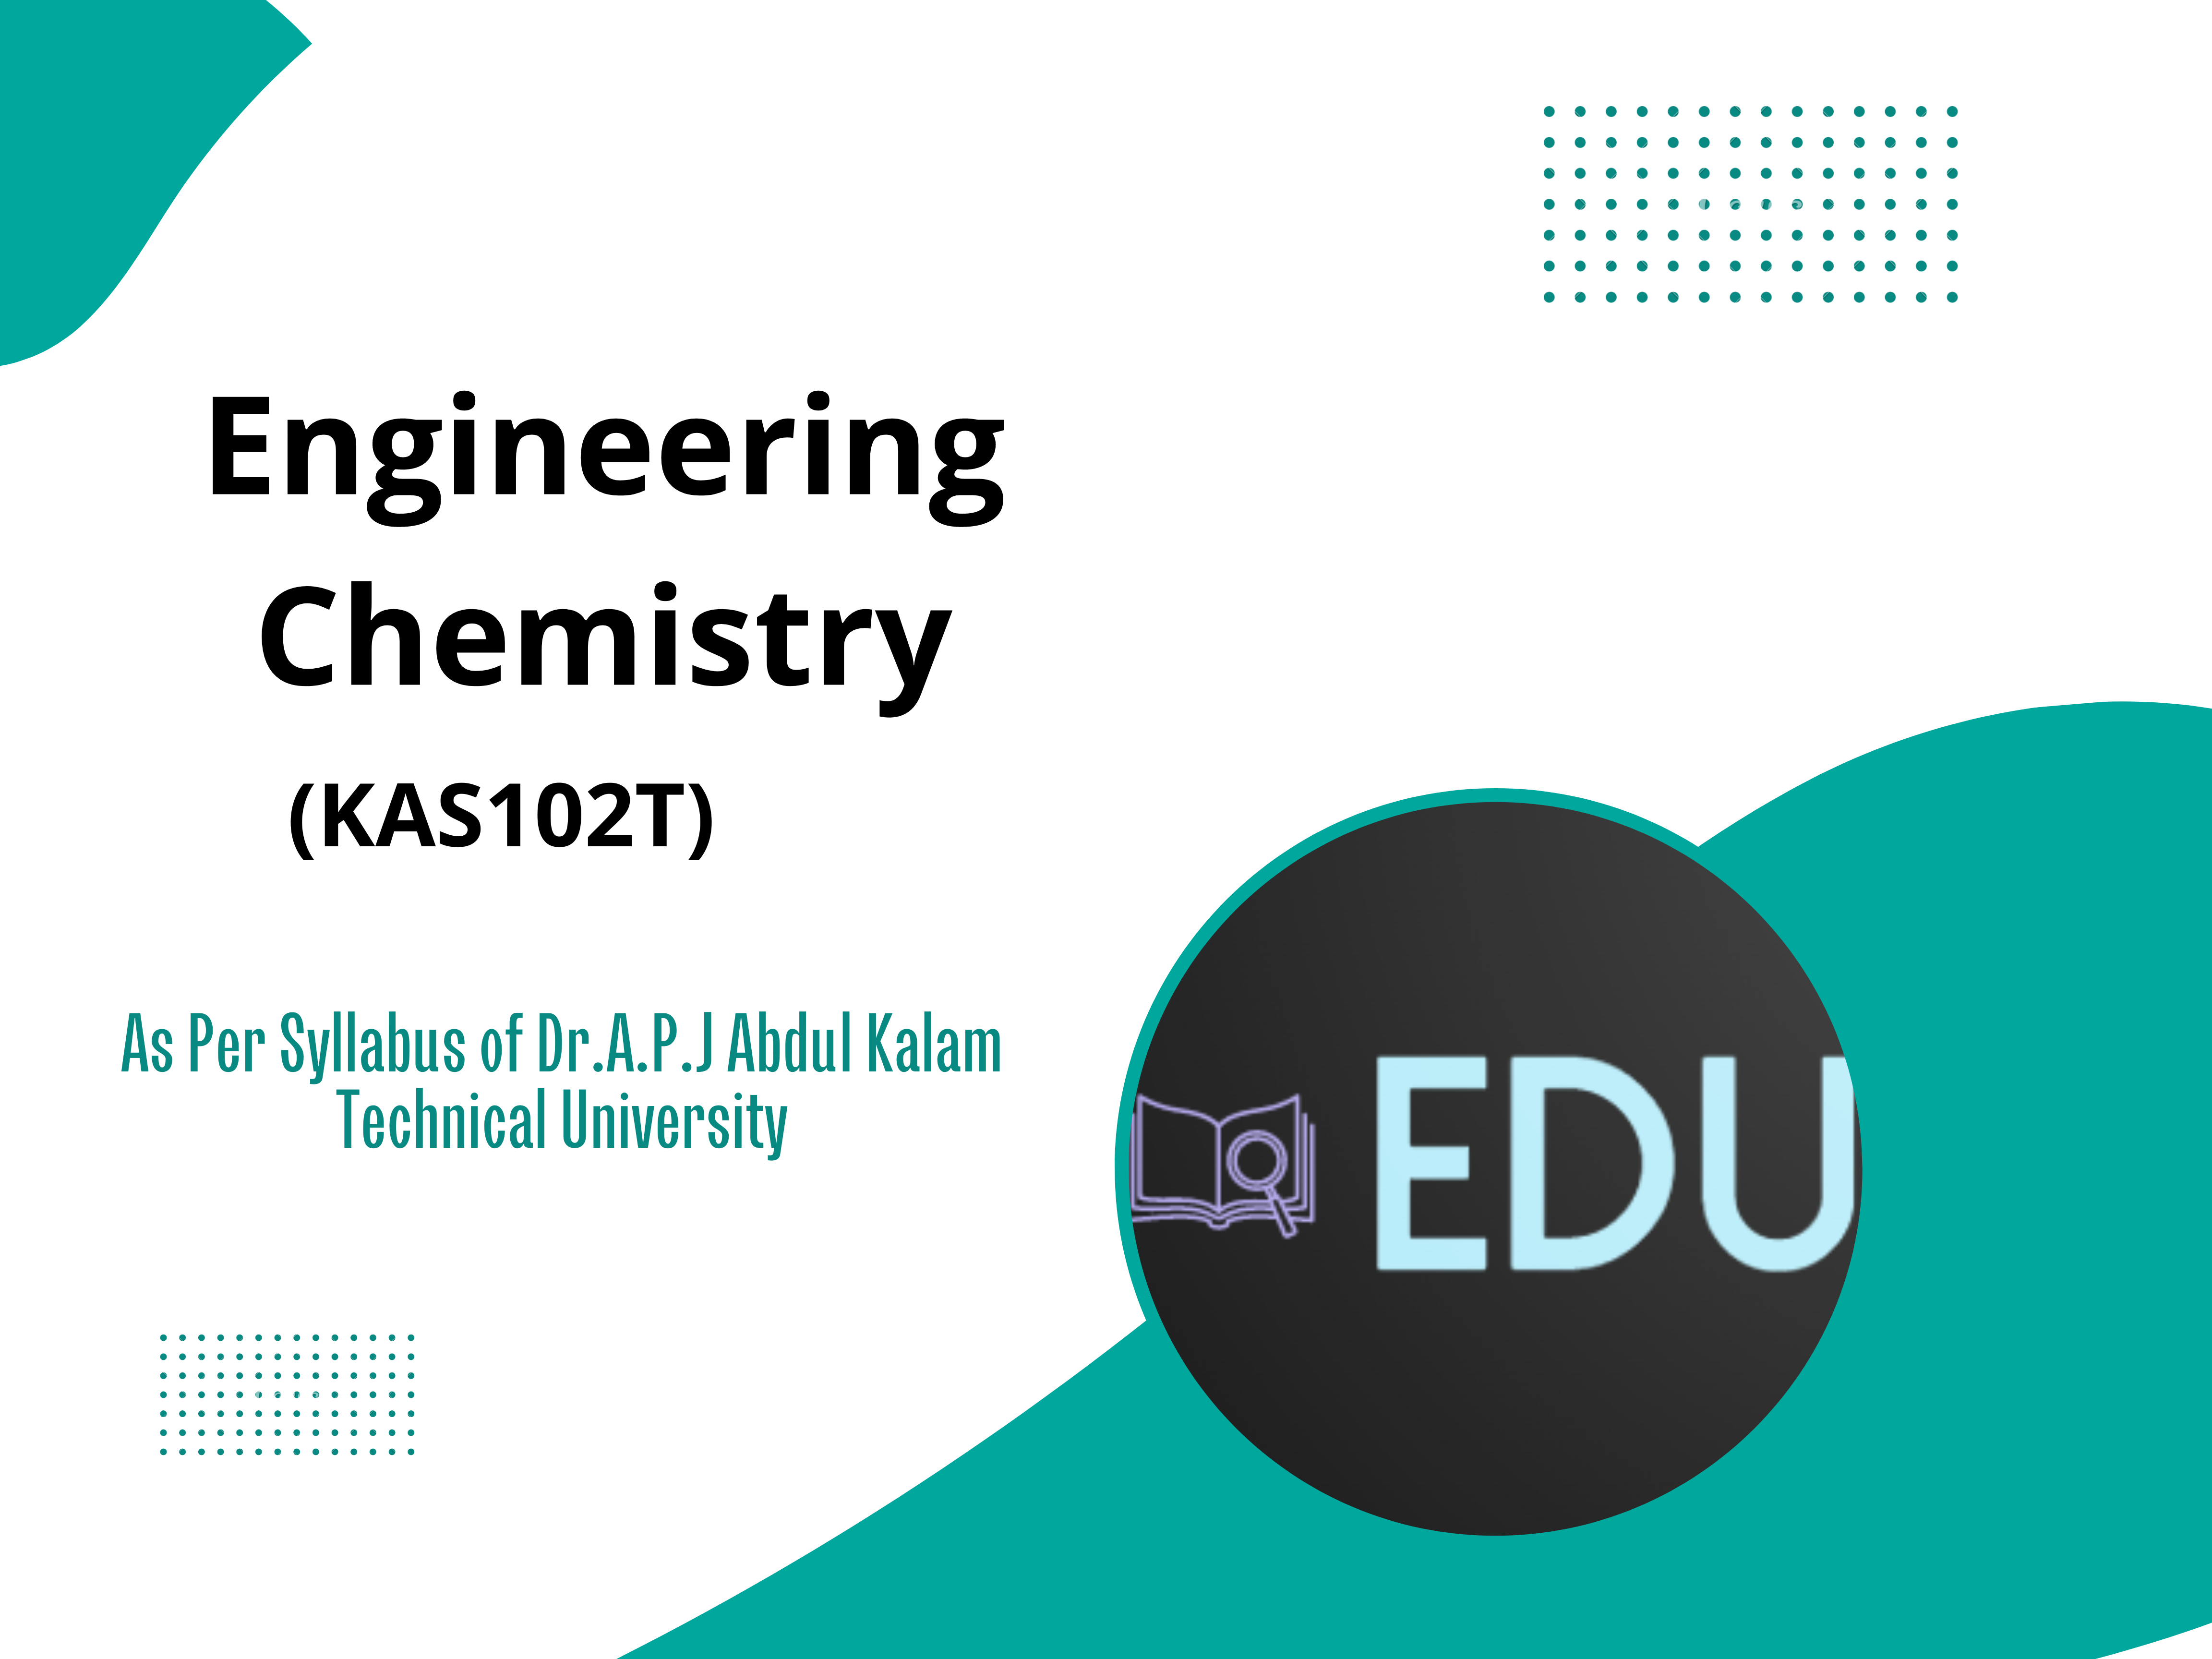 Engineering
Chemistry
(KAS102T)
As Per Syllabus of Dr.A.P.J Abdul Kalam
Technical University
EDU